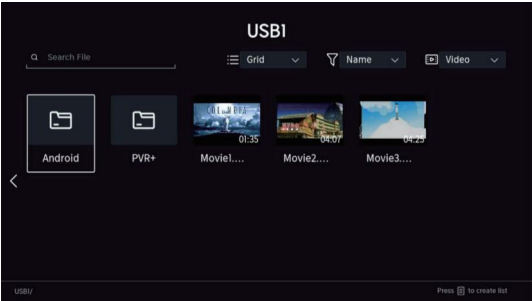 USB1
Search File
Grid
Name
Video
COLUMBIA
01:35
04:07
04:25
Android
PVR+
Movie1....
Movie2....
Movie3....
USB1/
Press to create list